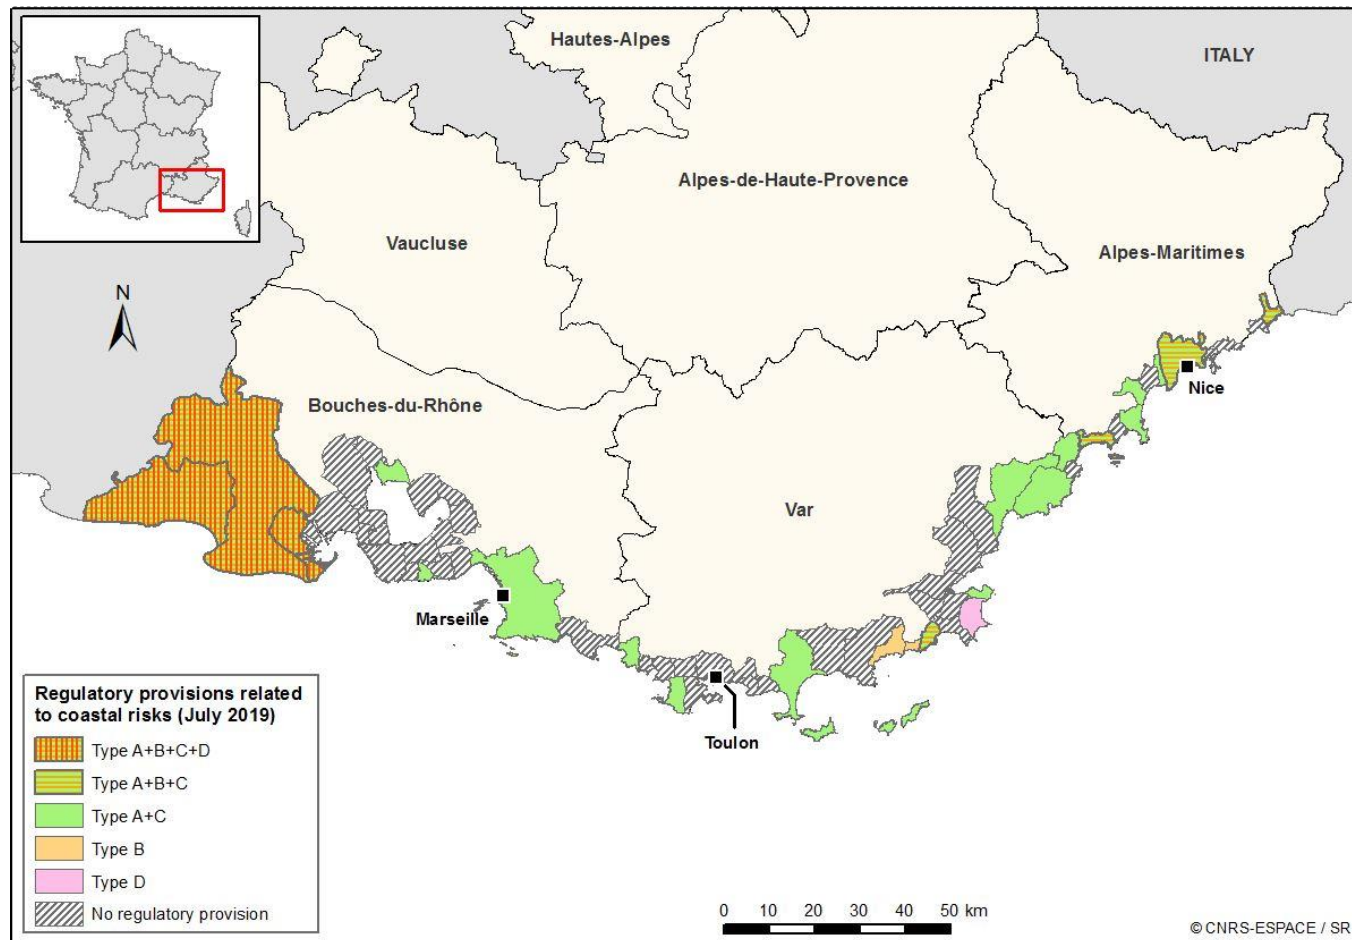 Hautes-Alpes
ITALY
Alpes-de-Haute-Provence
Vaucluse
Alpes-Maritimes
N
Nice
Bouches-du-Rhône
Var
Marseille
Toulon
Regulatory provisions related
to coastal risks (July 2019)
Type A+B+C+D
Type A+B+C
Type A+C
Type B
Type D
No regulatory provision
0 10 20 30 40 50 km
© CNRS-ESPACE / SR